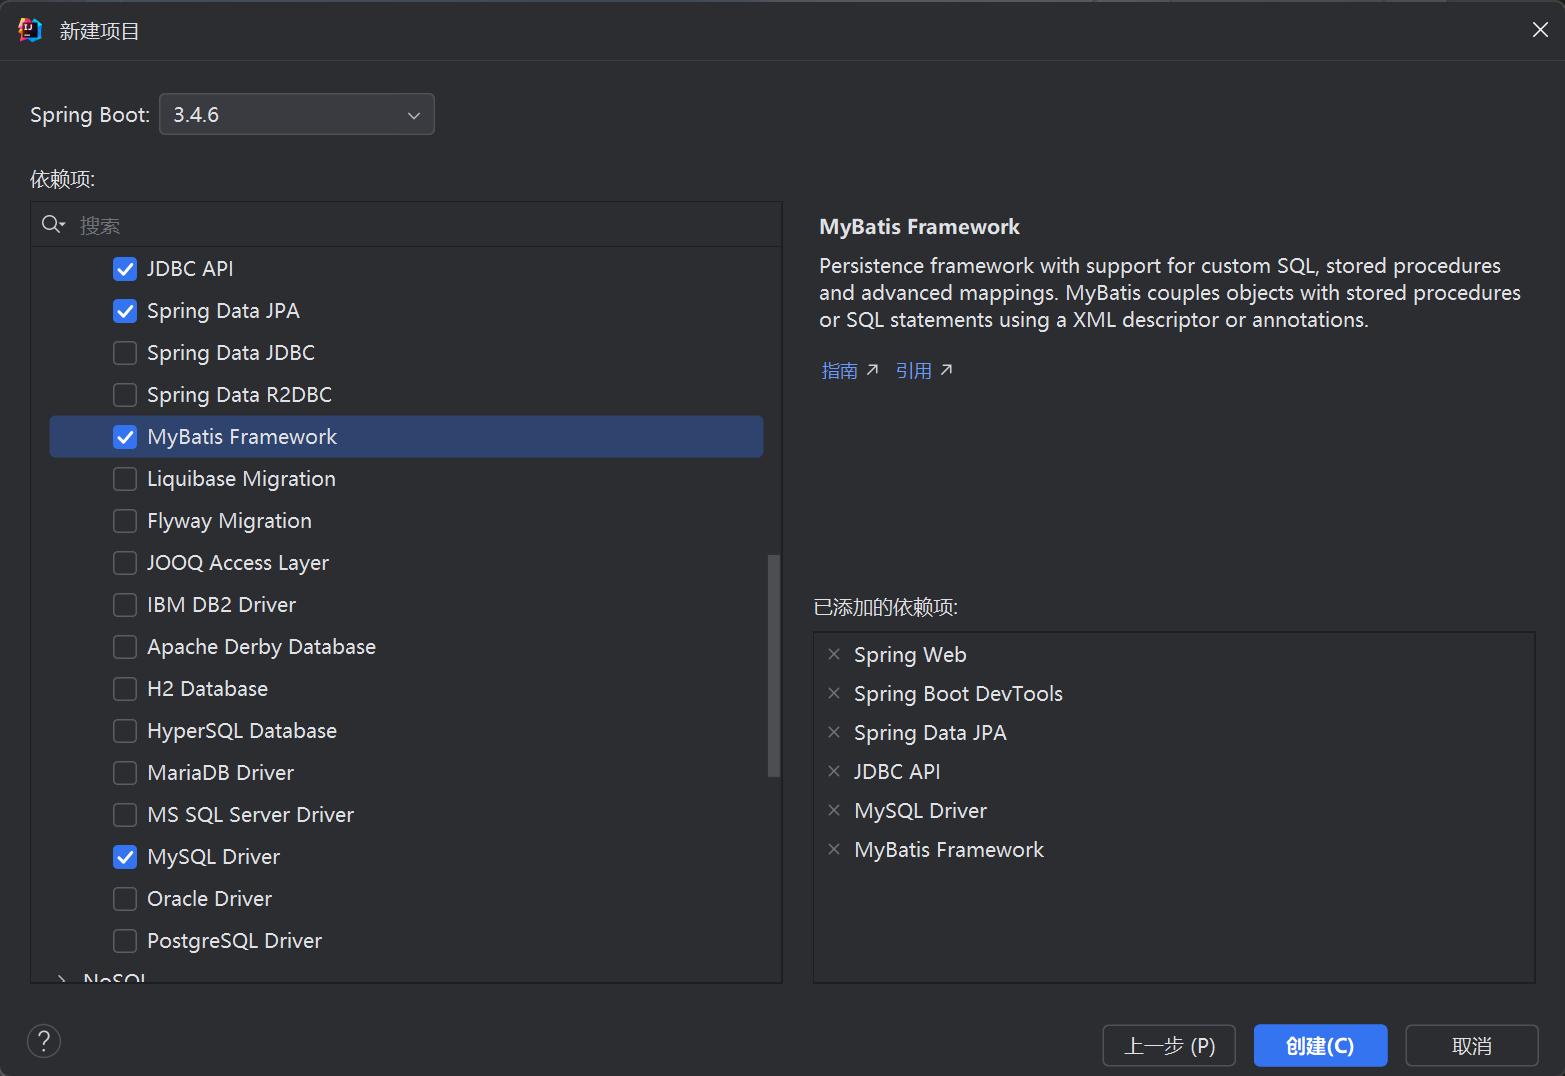 新建项目
Spring Boot: 3.4.6
依赖项:
搜索
JDBC API
Spring Data JPA
Spring Data JDBC
Spring Data R2DBC
MyBatis Framework
Liquibase Migration
Flyway Migration
JOOQ Access Layer
IBM DB2 Driver
Apache Derby Database
H2 Database
HyperSQL Database
MariaDB Driver
MS SQL Server Driver
MySQL Driver
Oracle Driver
PostgreSQL Driver
NoSQL
MyBatis Framework
Persistence framework with support for custom SQL, stored procedures
and advanced mappings. MyBatis couples objects with stored procedures
or SQL statements using a XML descriptor or annotations.
指南 ↗ 引用 ↗
已添加的依赖项:
Spring Web
Spring Boot DevTools
Spring Data JPA
JDBC API
MySQL Driver
MyBatis Framework
?
上一步 (P) 创建(C) 取消